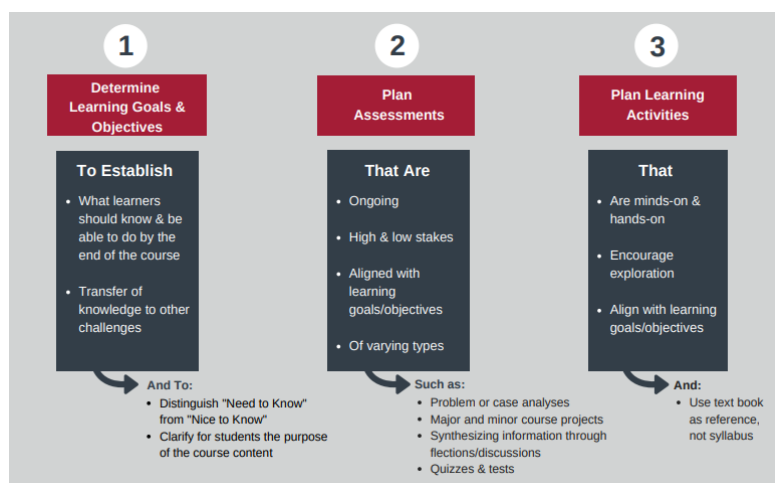 1
Determine
Learning Goals &
Objectives
To Establish
• What learners
should know & be
able to do by the
end of the course
• Transfer of
knowledge to other
challenges
And To:
• Distinguish "Need to Know"
from "Nice to Know"
• Clarify for students the purpose
of the course content
2
Plan
Assessments
That Are
• Ongoing
• High & low stakes
• Aligned with
learning
goals/objectives
• Of varying types
Such as:
• Problem or case analyses
• Major and minor course projects
• Synthesizing information through
flections/discussions
• Quizzes & tests
3
Plan Learning
Activities
That
• Are minds-on &
hands-on
• Encourage
exploration
• Align with learning
goals/objectives
And:
• Use text book
as reference,
not syllabus